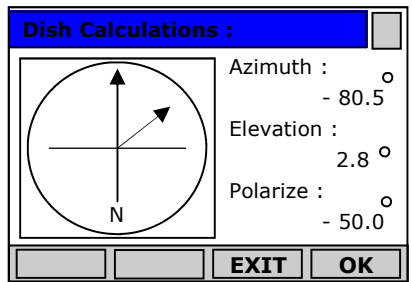 Dish Calculations :
Azimuth :
- 80.5°
Elevation :
2.8 °
Polarize :
- 50.0°
N
EXIT OK